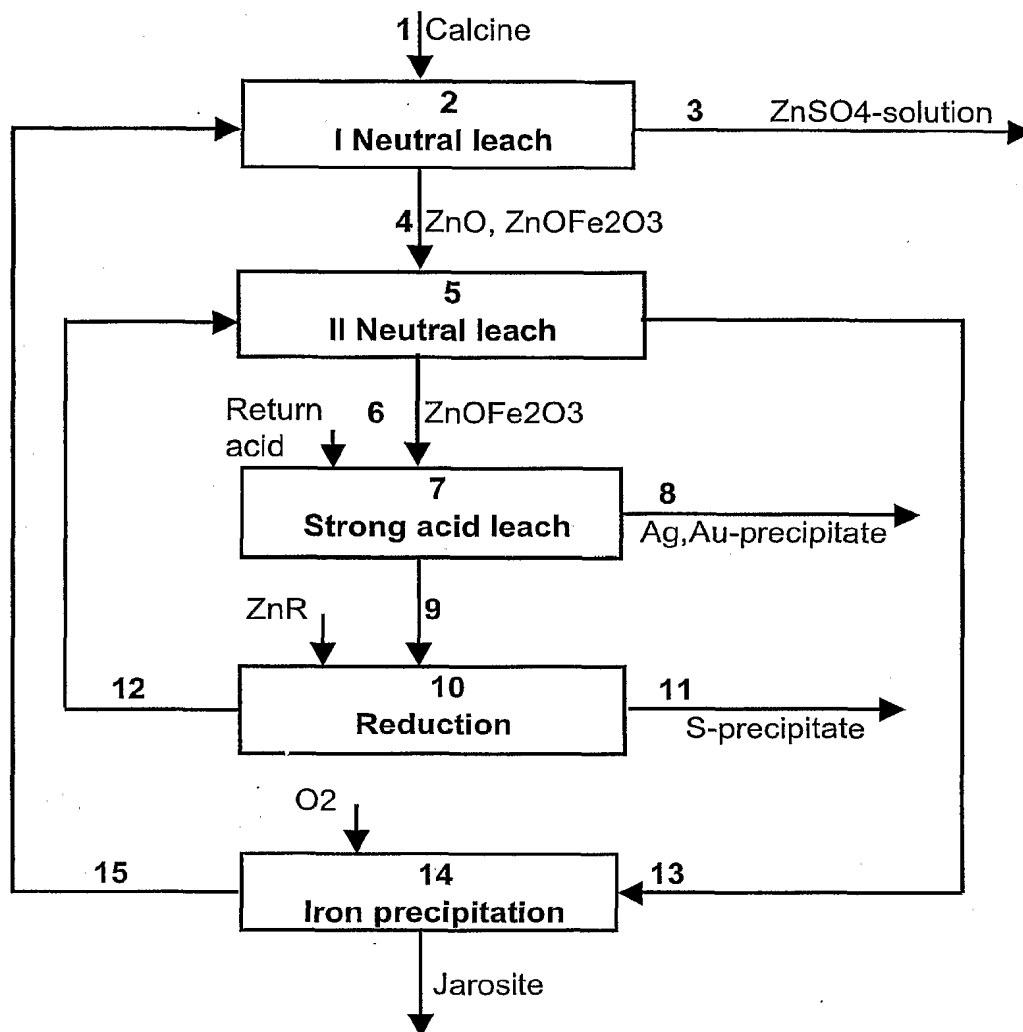 1 Calcine
2
I Neutral leach
3 ZnSO4-solution
4 ZnO, ZnOFe2O3
5
II Neutral leach
Return
acid
6 ZnOFe2O3
7
Strong acid leach
8
Ag,Au-precipitate
ZnR
9
12
10
Reduction
11
S-precipitate
O2
15
14
Iron precipitation
13
Jarosite